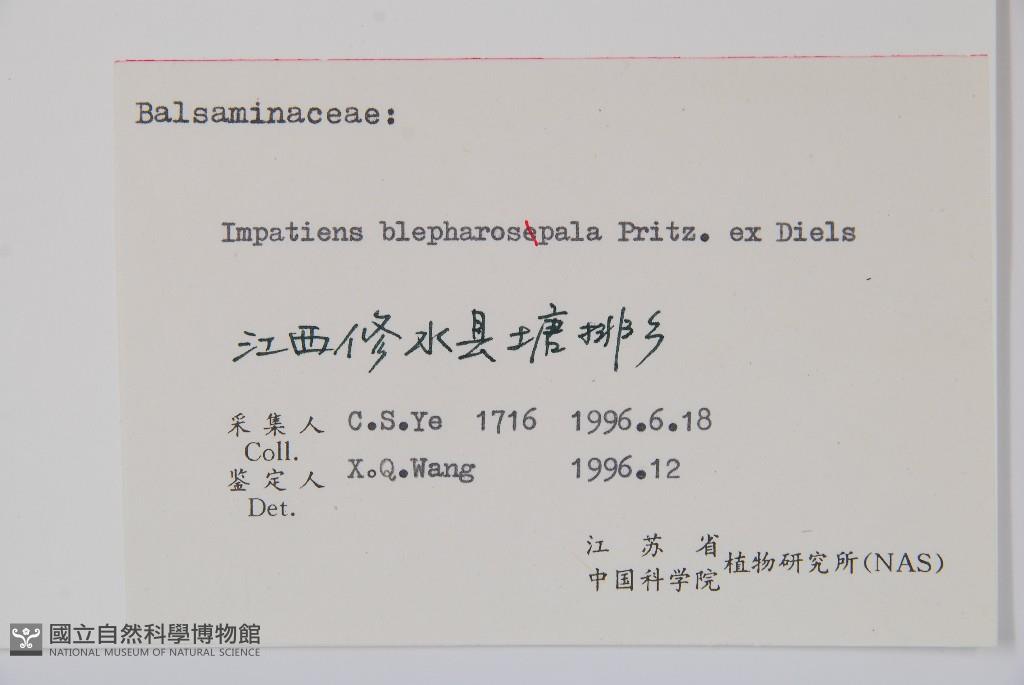 Balsaminaceae:
Impatiens blepharosepala Pritz. ex Diels
江西修水县塘排乡
采集人 C.S.Ye 1716 1996.6.18
Coll.
鉴定人 X.Q.Wang 1996.12
Det.
江苏省
中国科学院
植物研究所(NAS)
國立自然科學博物館
NATIONAL MUSEUM OF NATURAL SCIENCE